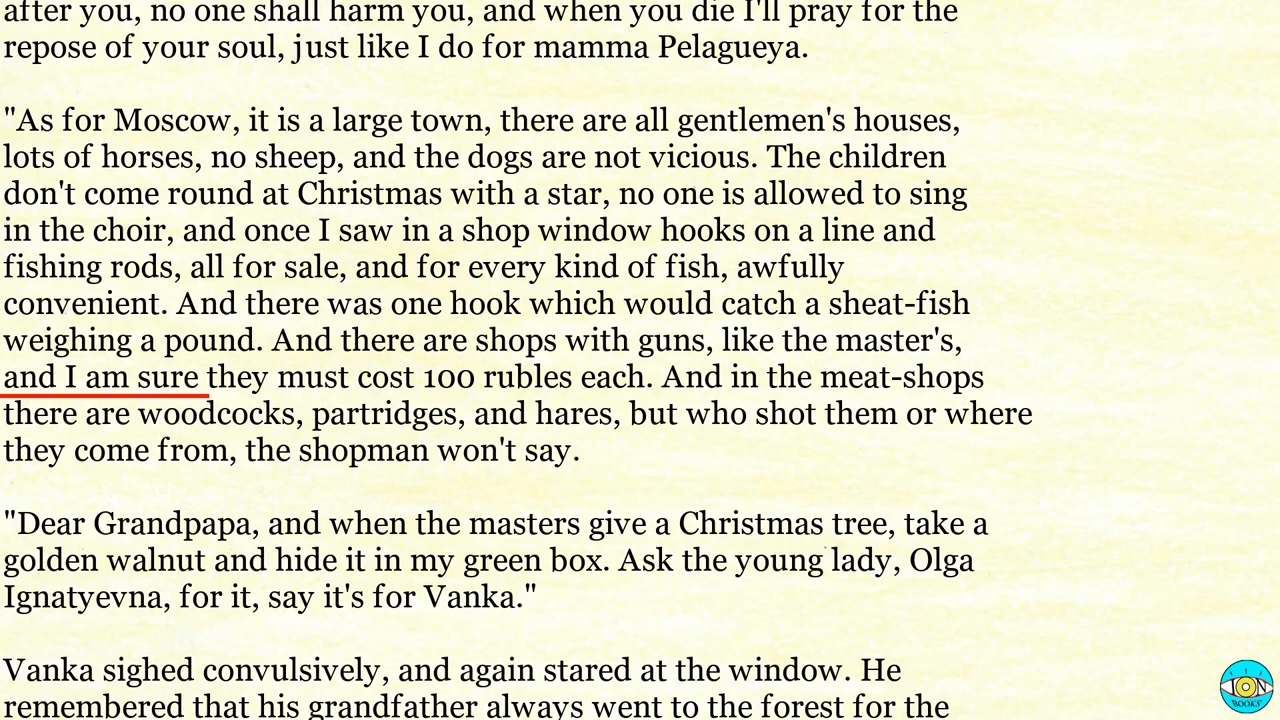 after you, no one shall harm you, and when you die I'll pray for the
repose of your soul, just like I do for mamma Pelagueya.
"As for Moscow, it is a large town, there are all gentlemen's houses,
lots of horses, no sheep, and the dogs are not vicious. The children
don't come round at Christmas with a star, no one is allowed to sing
in the choir, and once I saw in a shop window hooks on a line and
fishing rods, all for sale, and for every kind of fish, awfully
convenient. And there was one hook which would catch a sheat-fish
weighing a pound. And there are shops with guns, like the master's,
and I am sure they must cost 100 rubles each. And in the meat-shops
there are woodcocks, partridges, and hares, but who shot them or where
they come from, the shopman won't say.
"Dear Grandpapa, and when the masters give a Christmas tree, take a
golden walnut and hide it in my green box. Ask the young lady, Olga
Ignatyevna, for it, say it's for Vanka."
Vanka sighed convulsively, and again stared at the window. He
remembered that his grandfather always went to the forest for the
ION
BOOKS